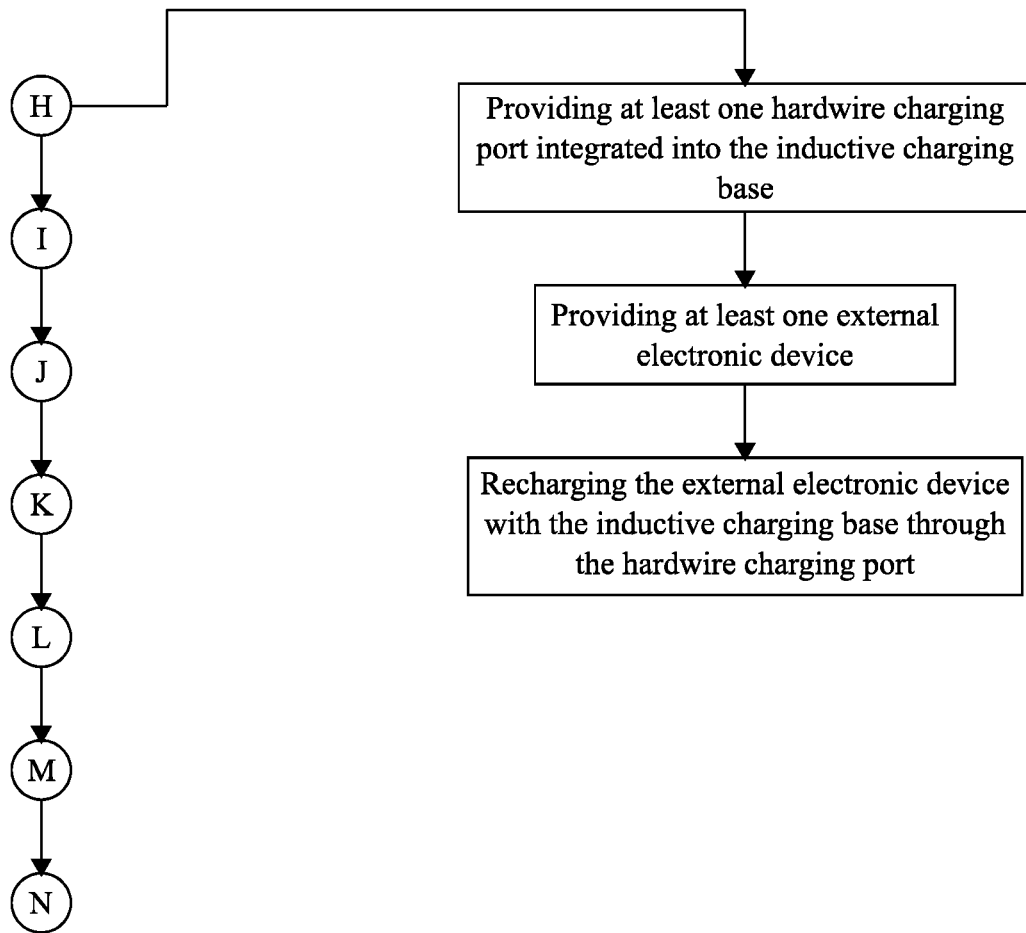 H
I
J
K
L
M
N
Providing at least one hardwire charging
port integrated into the inductive charging
base
Providing at least one external
electronic device
Recharging the external electronic device
with the inductive charging base through
the hardwire charging port